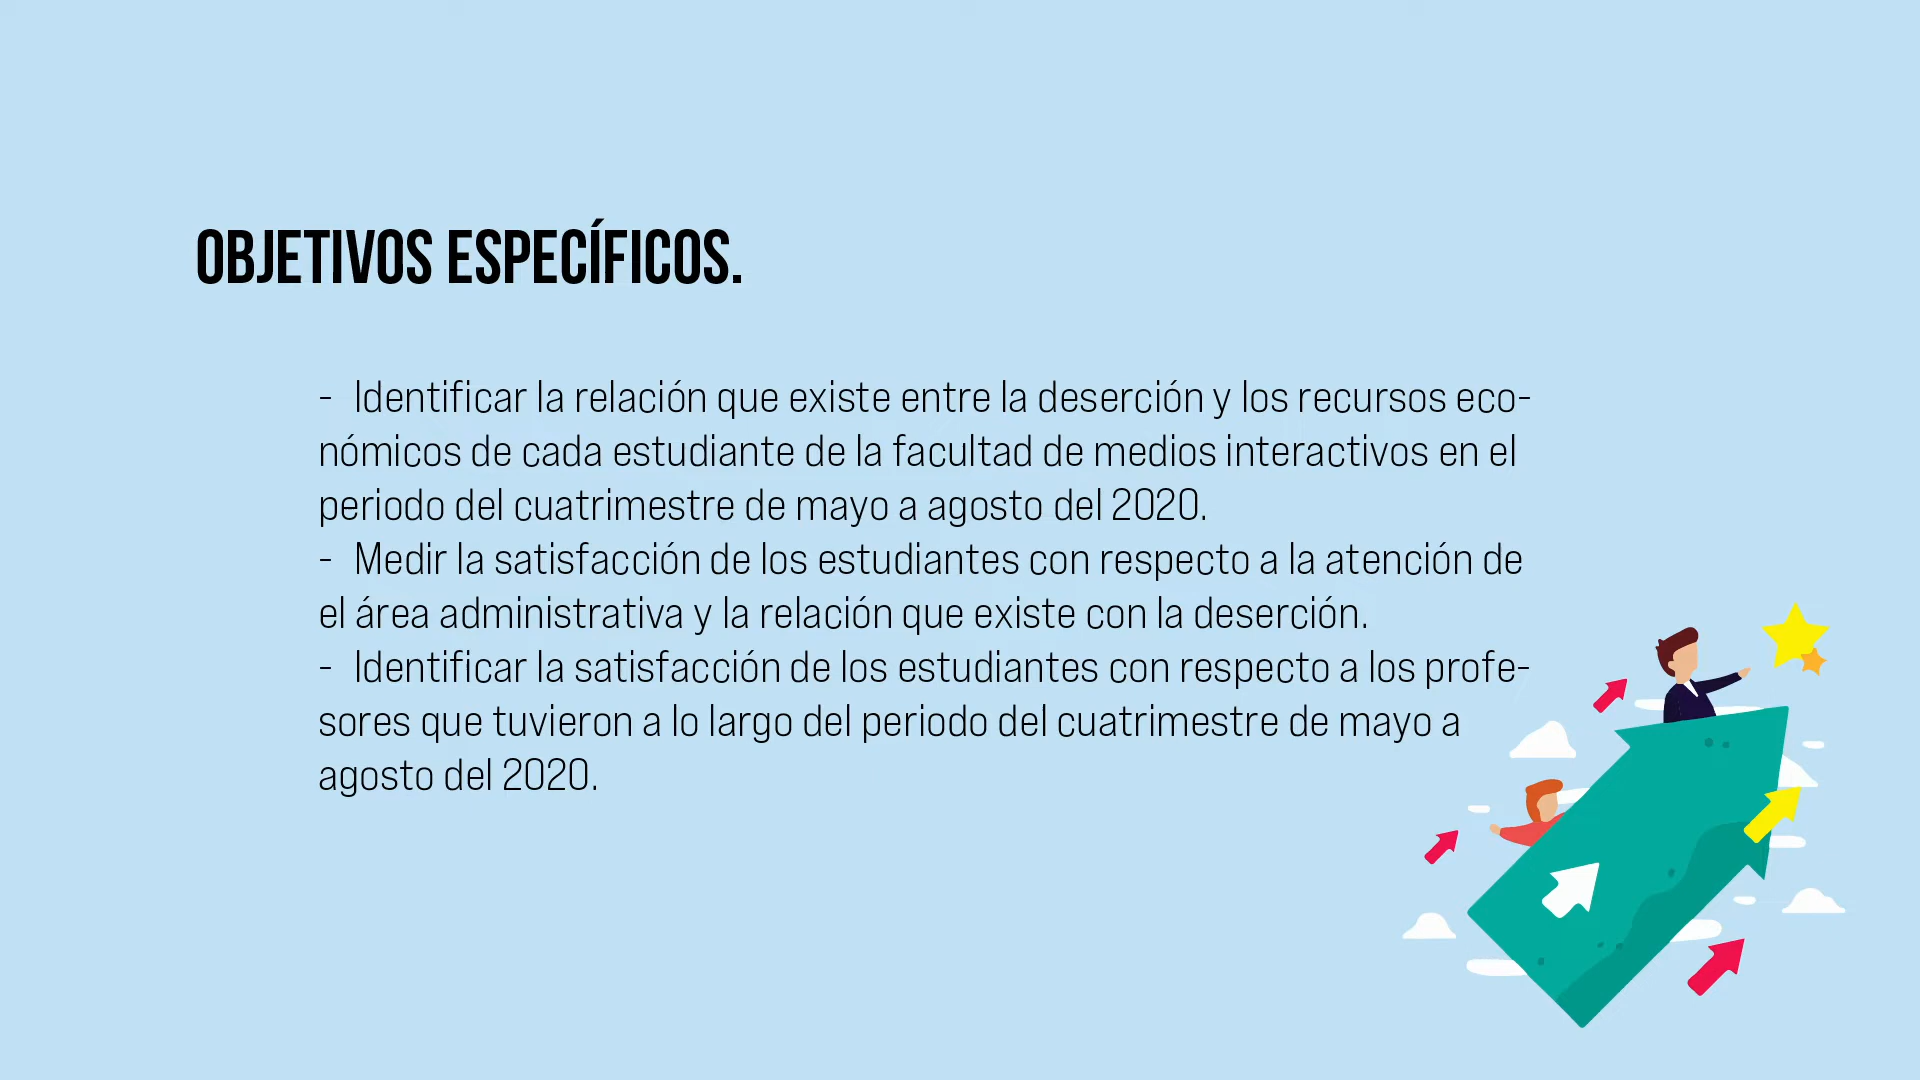 OBJETIVOS ESPECÍFICOS.
- Identificar la relación que existe entre la deserción y los recursos eco-
nómicos de cada estudiante de la facultad de medios interactivos en el
periodo del cuatrimestre de mayo a agosto del 2020.
- Medir la satisfacción de los estudiantes con respecto a la atención de
el área administrativa y la relación que existe con la deserción.
- Identificar la satisfacción de los estudiantes con respecto a los profe-
sores que tuvieron a lo largo del periodo del cuatrimestre de mayo a
agosto del 2020.